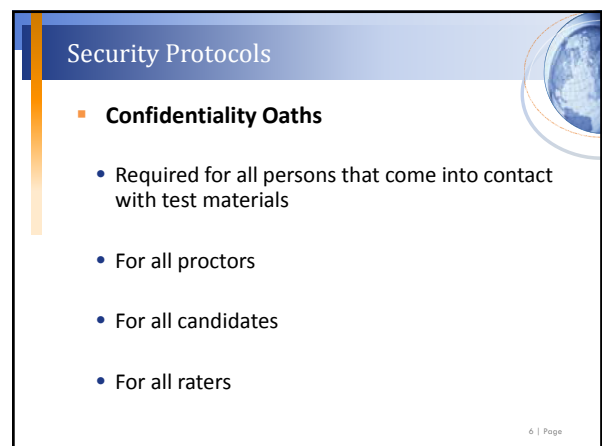 Security Protocols
▪ Confidentiality Oaths
• Required for all persons that come into contact
with test materials
• For all proctors
• For all candidates
• For all raters
6 | Page